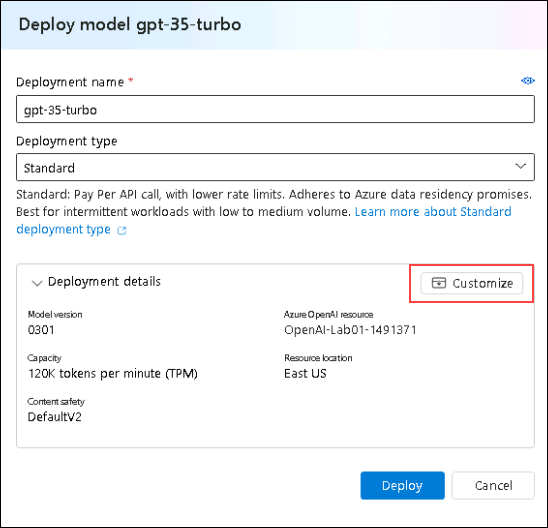 Deploy model gpt-35-turbo
Deployment name *
gpt-35-turbo
Deployment type
Standard
Standard: Pay Per API call, with lower rate limits. Adheres to Azure data residency promises.
Best for intermittent workloads with low to medium volume. Learn more about Standard
deployment type
Deployment details
Customize
Model version
0301
Azure OpenAI resource
OpenAI-Lab01-1491371
Capacity
120K tokens per minute (TPM)
Resource location
East US
Content safety
DefaultV2
Deploy
Cancel